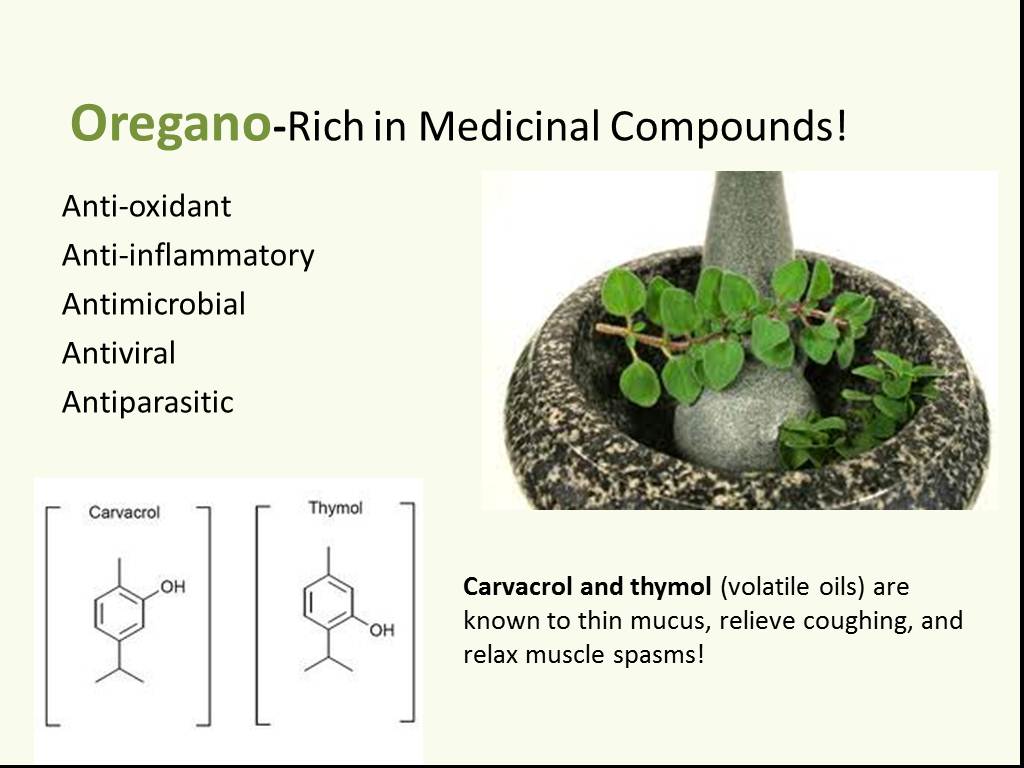 Oregano-Rich in Medicinal Compounds!
Anti-oxidant
Anti-inflammatory
Antimicrobial
Antiviral
Antiparasitic
Carvacrol
OH
Thymol
OH
Carvacrol and thymol (volatile oils) are
known to thin mucus, relieve coughing, and
relax muscle spasms!